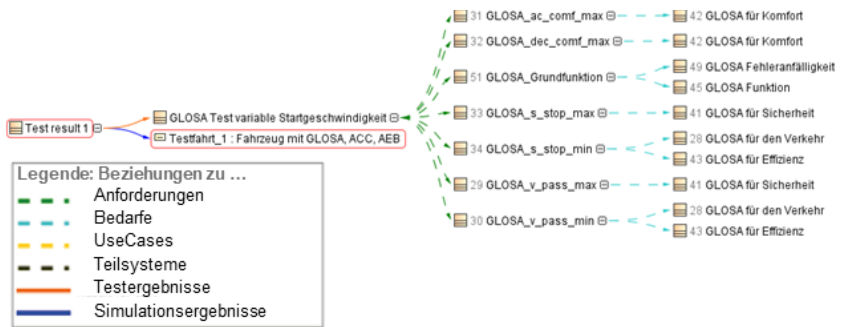 31 GLOSA_ac_comf_max
42 GLOSA für Komfort
32 GLOSA_dec_comf_max
42 GLOSA für Komfort
51 GLOSA_Grundfunktion
49 GLOSA Fehleranfälligkeit
45 GLOSA Funktion
Test result 1
GLOSA Test variable Startgeschwindigkeit
Testfahrt_1 : Fahrzeug mit GLOSA, ACC, AEB
33 GLOSA_s_stop_max
41 GLOSA für Sicherheit
34 GLOSA_s_stop_min
28 GLOSA für den Verkehr
43 GLOSA für Effizienz
29 GLOSA_v_pass_max
41 GLOSA für Sicherheit
30 GLOSA_v_pass_min
28 GLOSA für den Verkehr
43 GLOSA für Effizienz
Legende: Beziehungen zu ...
Anforderungen
Bedarfe
UseCases
Teilsysteme
Testergebnisse
Simulationsergebnisse